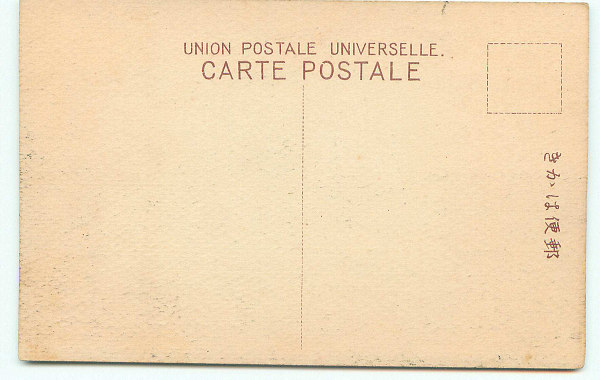 UNION POSTALE UNIVERSELLE.
CARTE POSTALE
郵便はかき